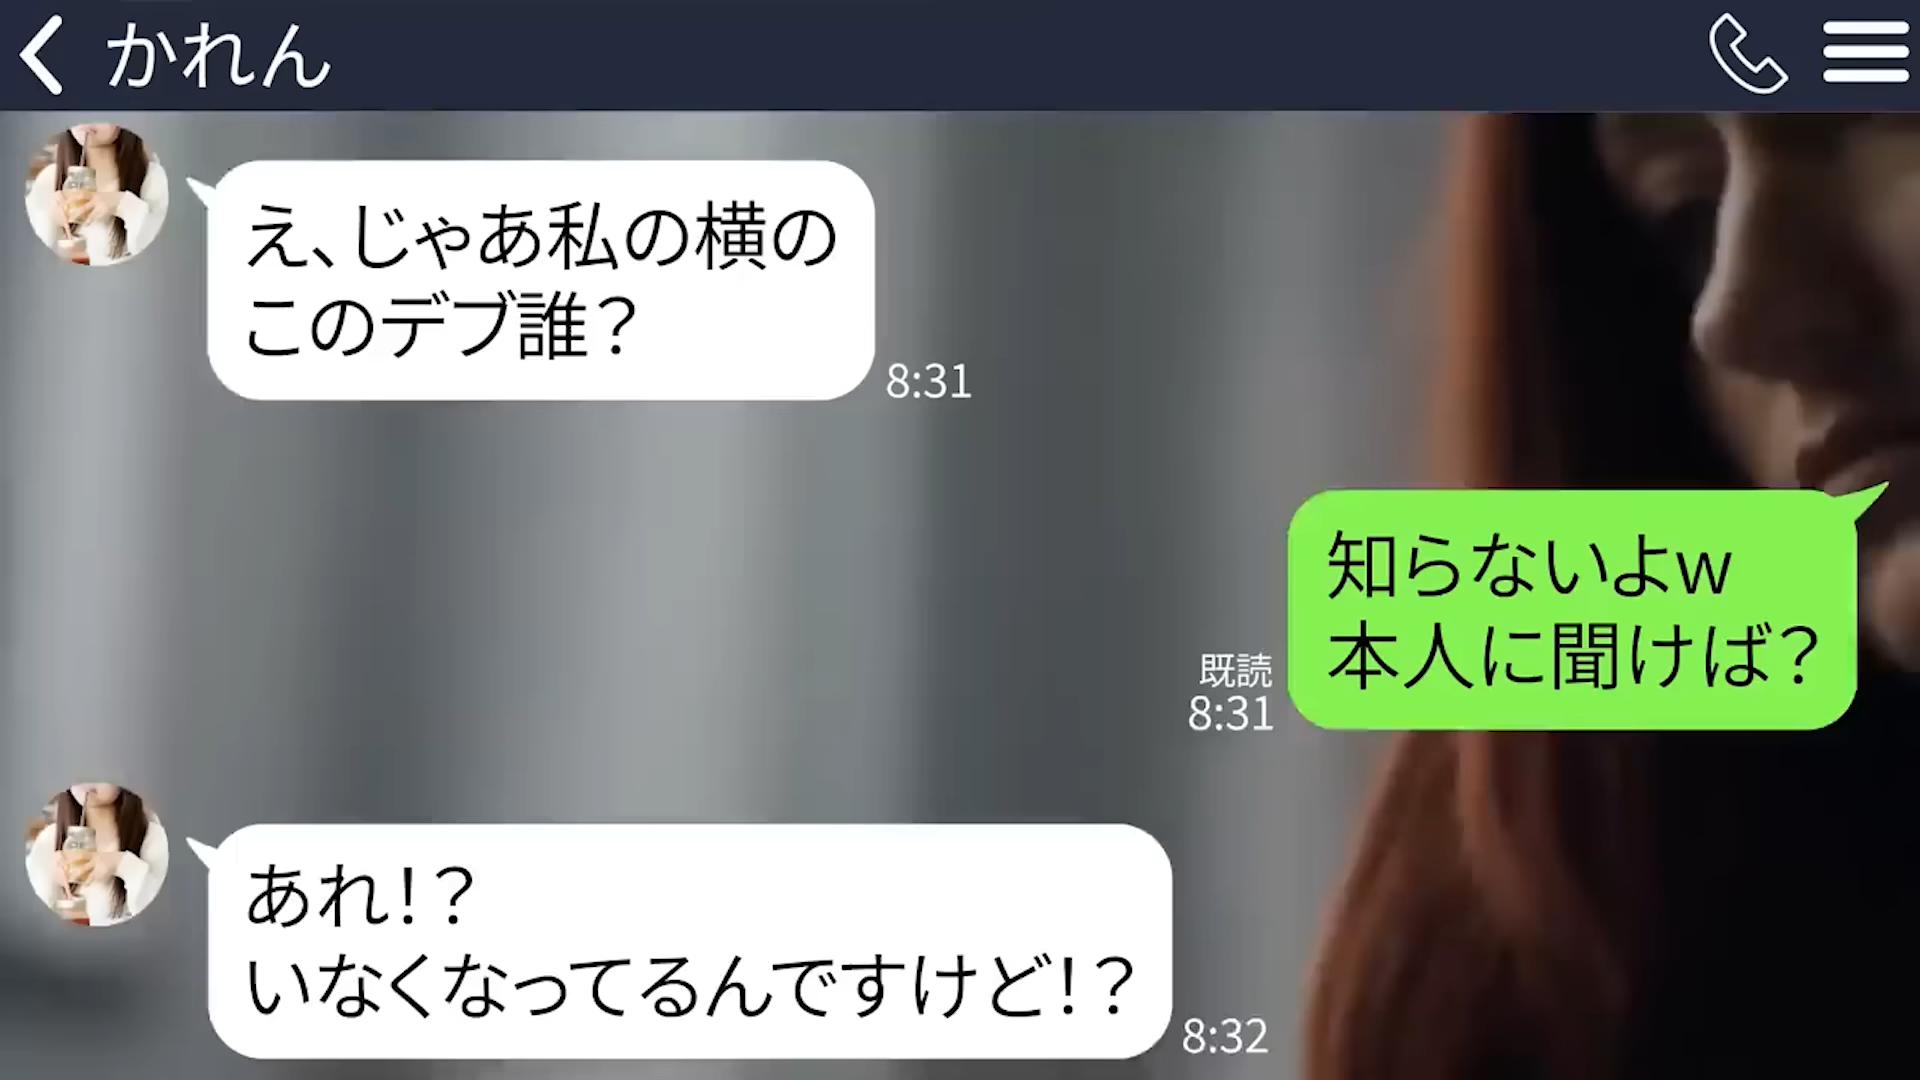 かれん
え、じゃあ私の横の
このデブ誰？
8:31
知らないよw
本人に聞けば？
既読
8:31
あれ！？
いなくなってるんですけど！？
8:32